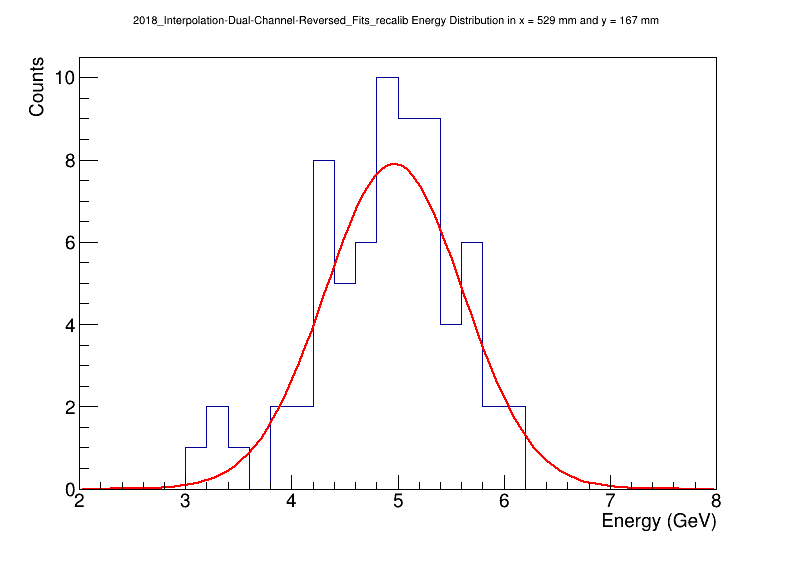 2018_Interpolation-Dual-Channel-Reversed_Fits_recalib Energy Distribution in x = 529 mm and y = 167 mm
Counts
10
8
6
4
2
0
2 3 4 5 6 7 8
Energy (GeV)